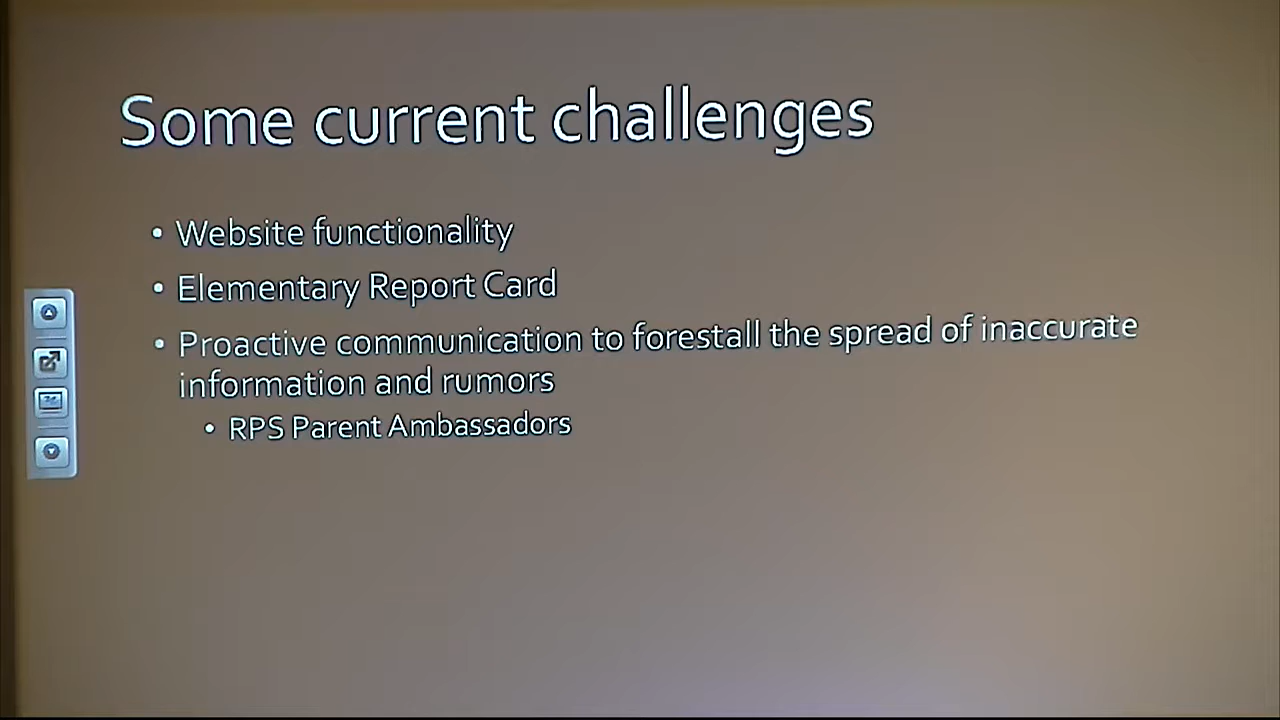 Some current challenges
• Website functionality
• Elementary Report Card
• Proactive communication to forestall the spread of inaccurate
information and rumors
• RPS Parent Ambassadors